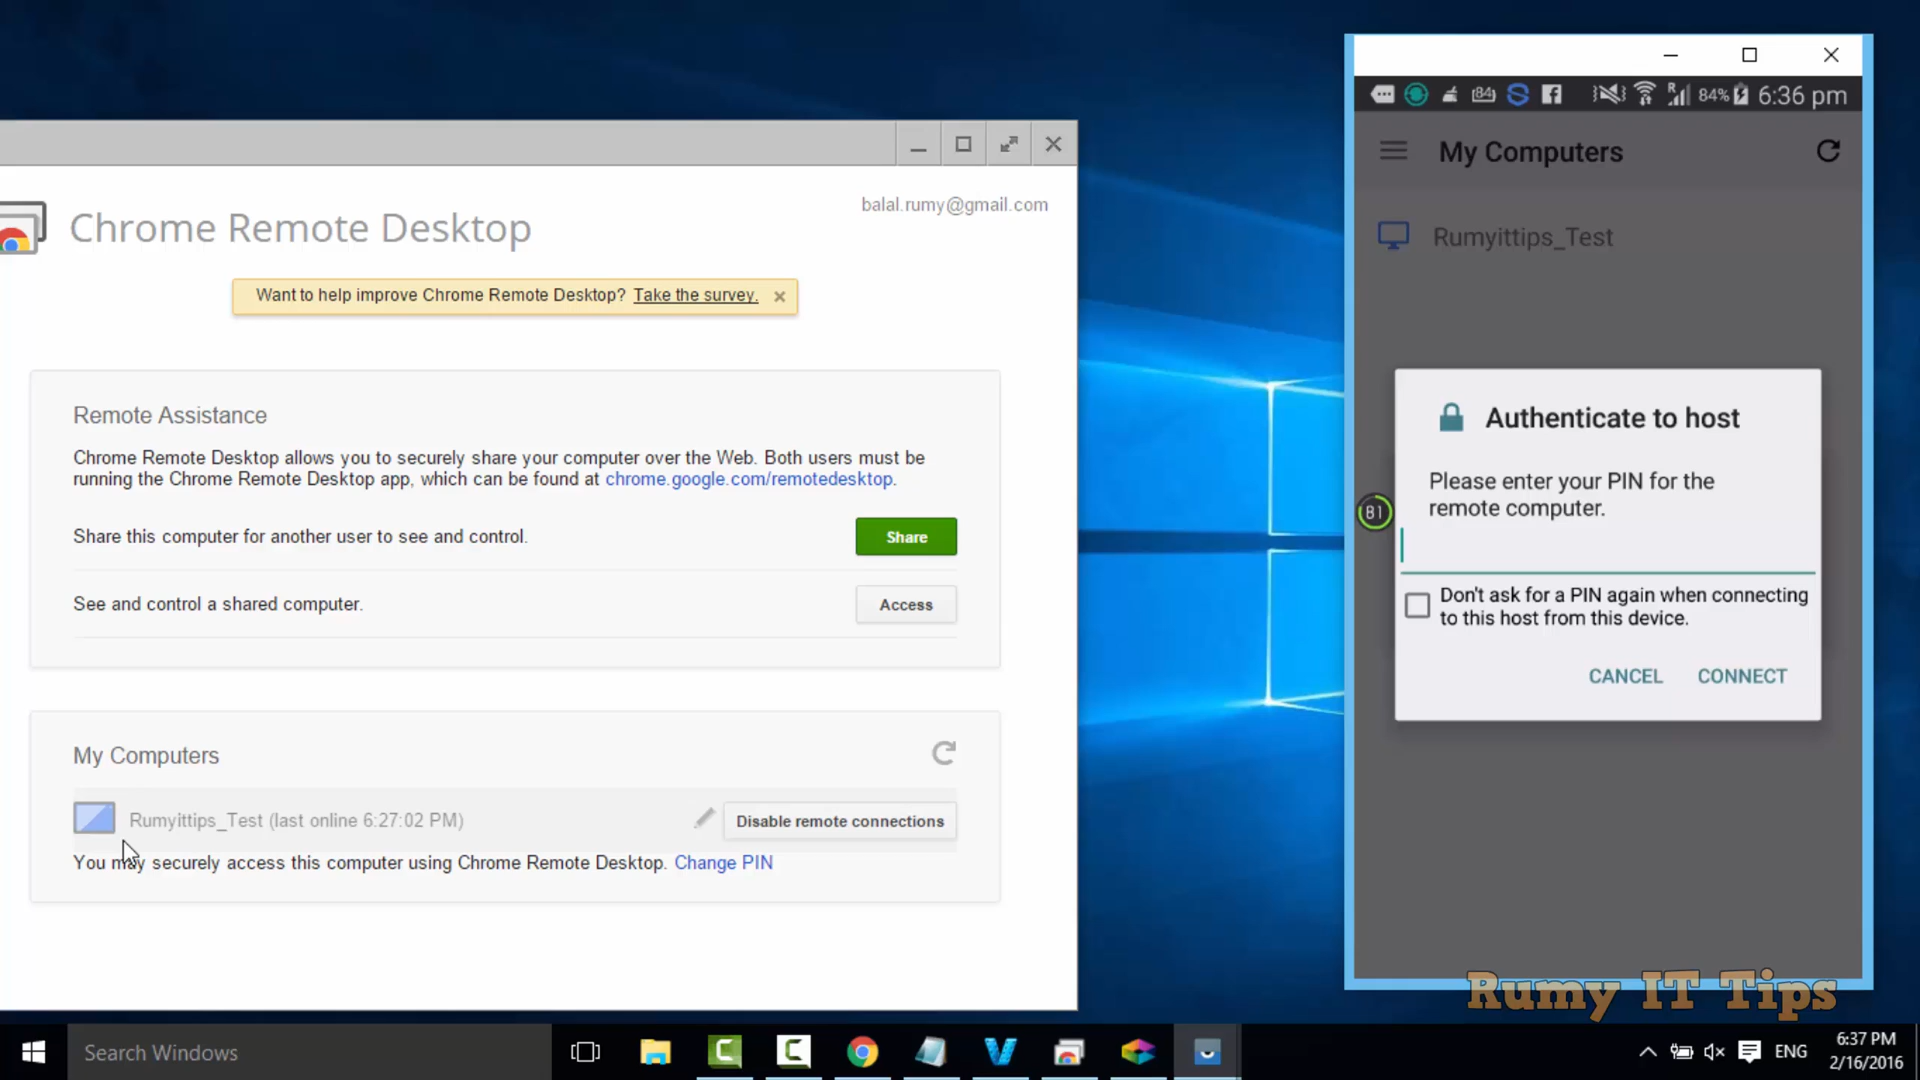 balal.rumy@gmail.com
Chrome Remote Desktop
Want to help improve Chrome Remote Desktop? Take the survey. ×
Remote Assistance
Chrome Remote Desktop allows you to securely share your computer over the Web. Both users must be
running the Chrome Remote Desktop app, which can be found at chrome.google.com/remotedesktop.
Share this computer for another user to see and control.
Share
See and control a shared computer.
Access
My Computers
Rumyittips_Test (last online 6:27:02 PM)
Disable remote connections
You may securely access this computer using Chrome Remote Desktop. Change PIN
84 84% 6:36 pm
My Computers
Rumyittips_Test
Authenticate to host
Please enter your PIN for the
remote computer.
81
Don't ask for a PIN again when connecting
to this host from this device.
CANCEL CONNECT
Rumy IT Tips
Search Windows
ENG
6:37 PM
2/16/2016